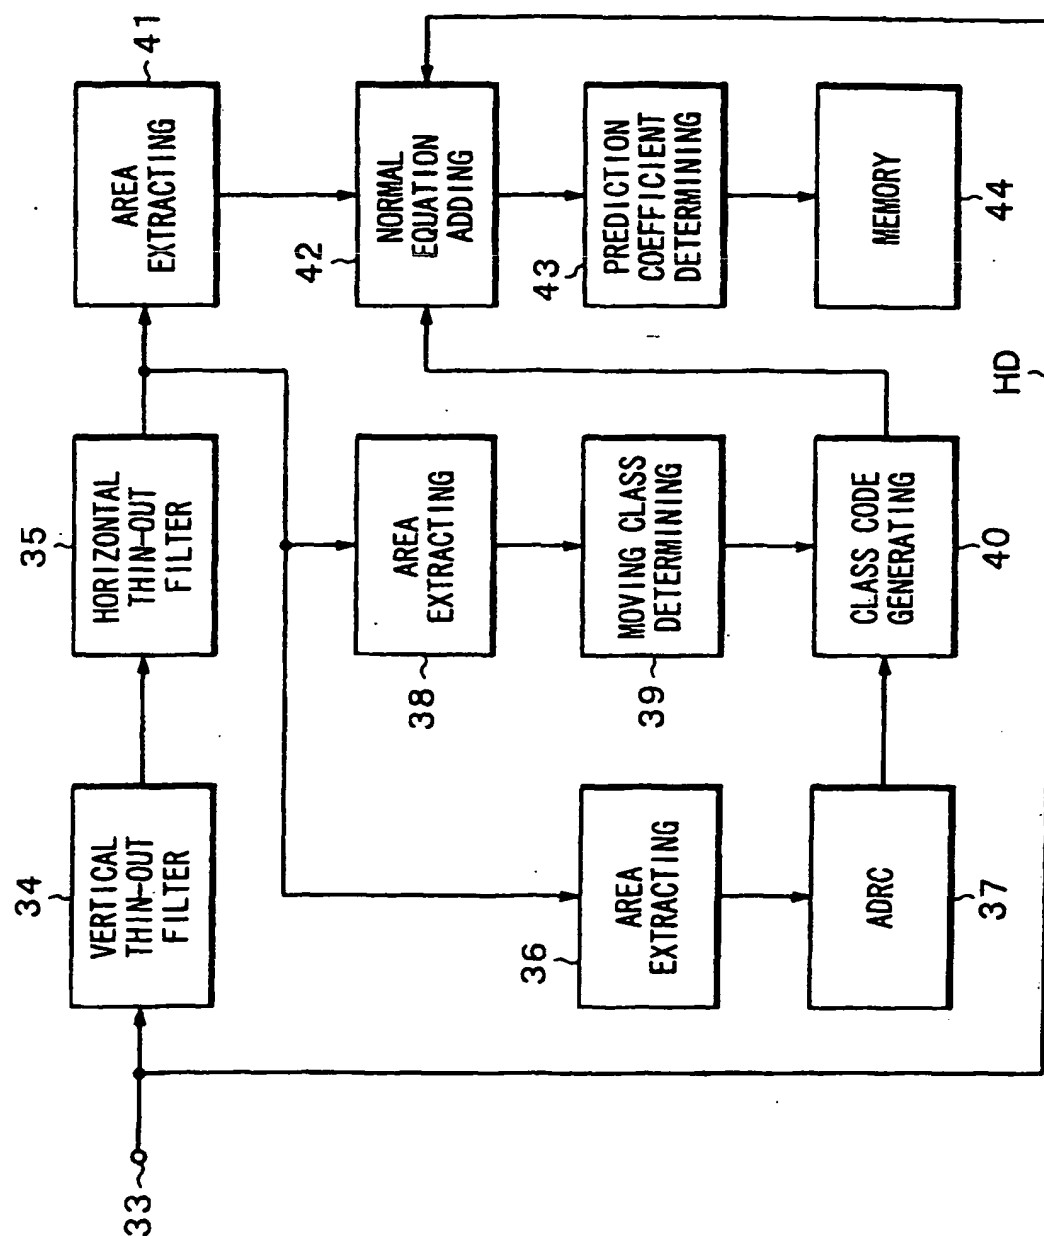 33
34
VERTICAL
THIN-OUT
FILTER
35
HORIZONTAL
THIN-OUT
FILTER
41
AREA
EXTRACTING
36
AREA
EXTRACTING
38
AREA
EXTRACTING
42
NORMAL
EQUATION
ADDING
39
MOVING CLASS
DETERMINING
43
PREDICTION
COEFFICIENT
DETERMINING
37
ADRC
40
CLASS CODE
GENERATING
44
MEMORY
HD